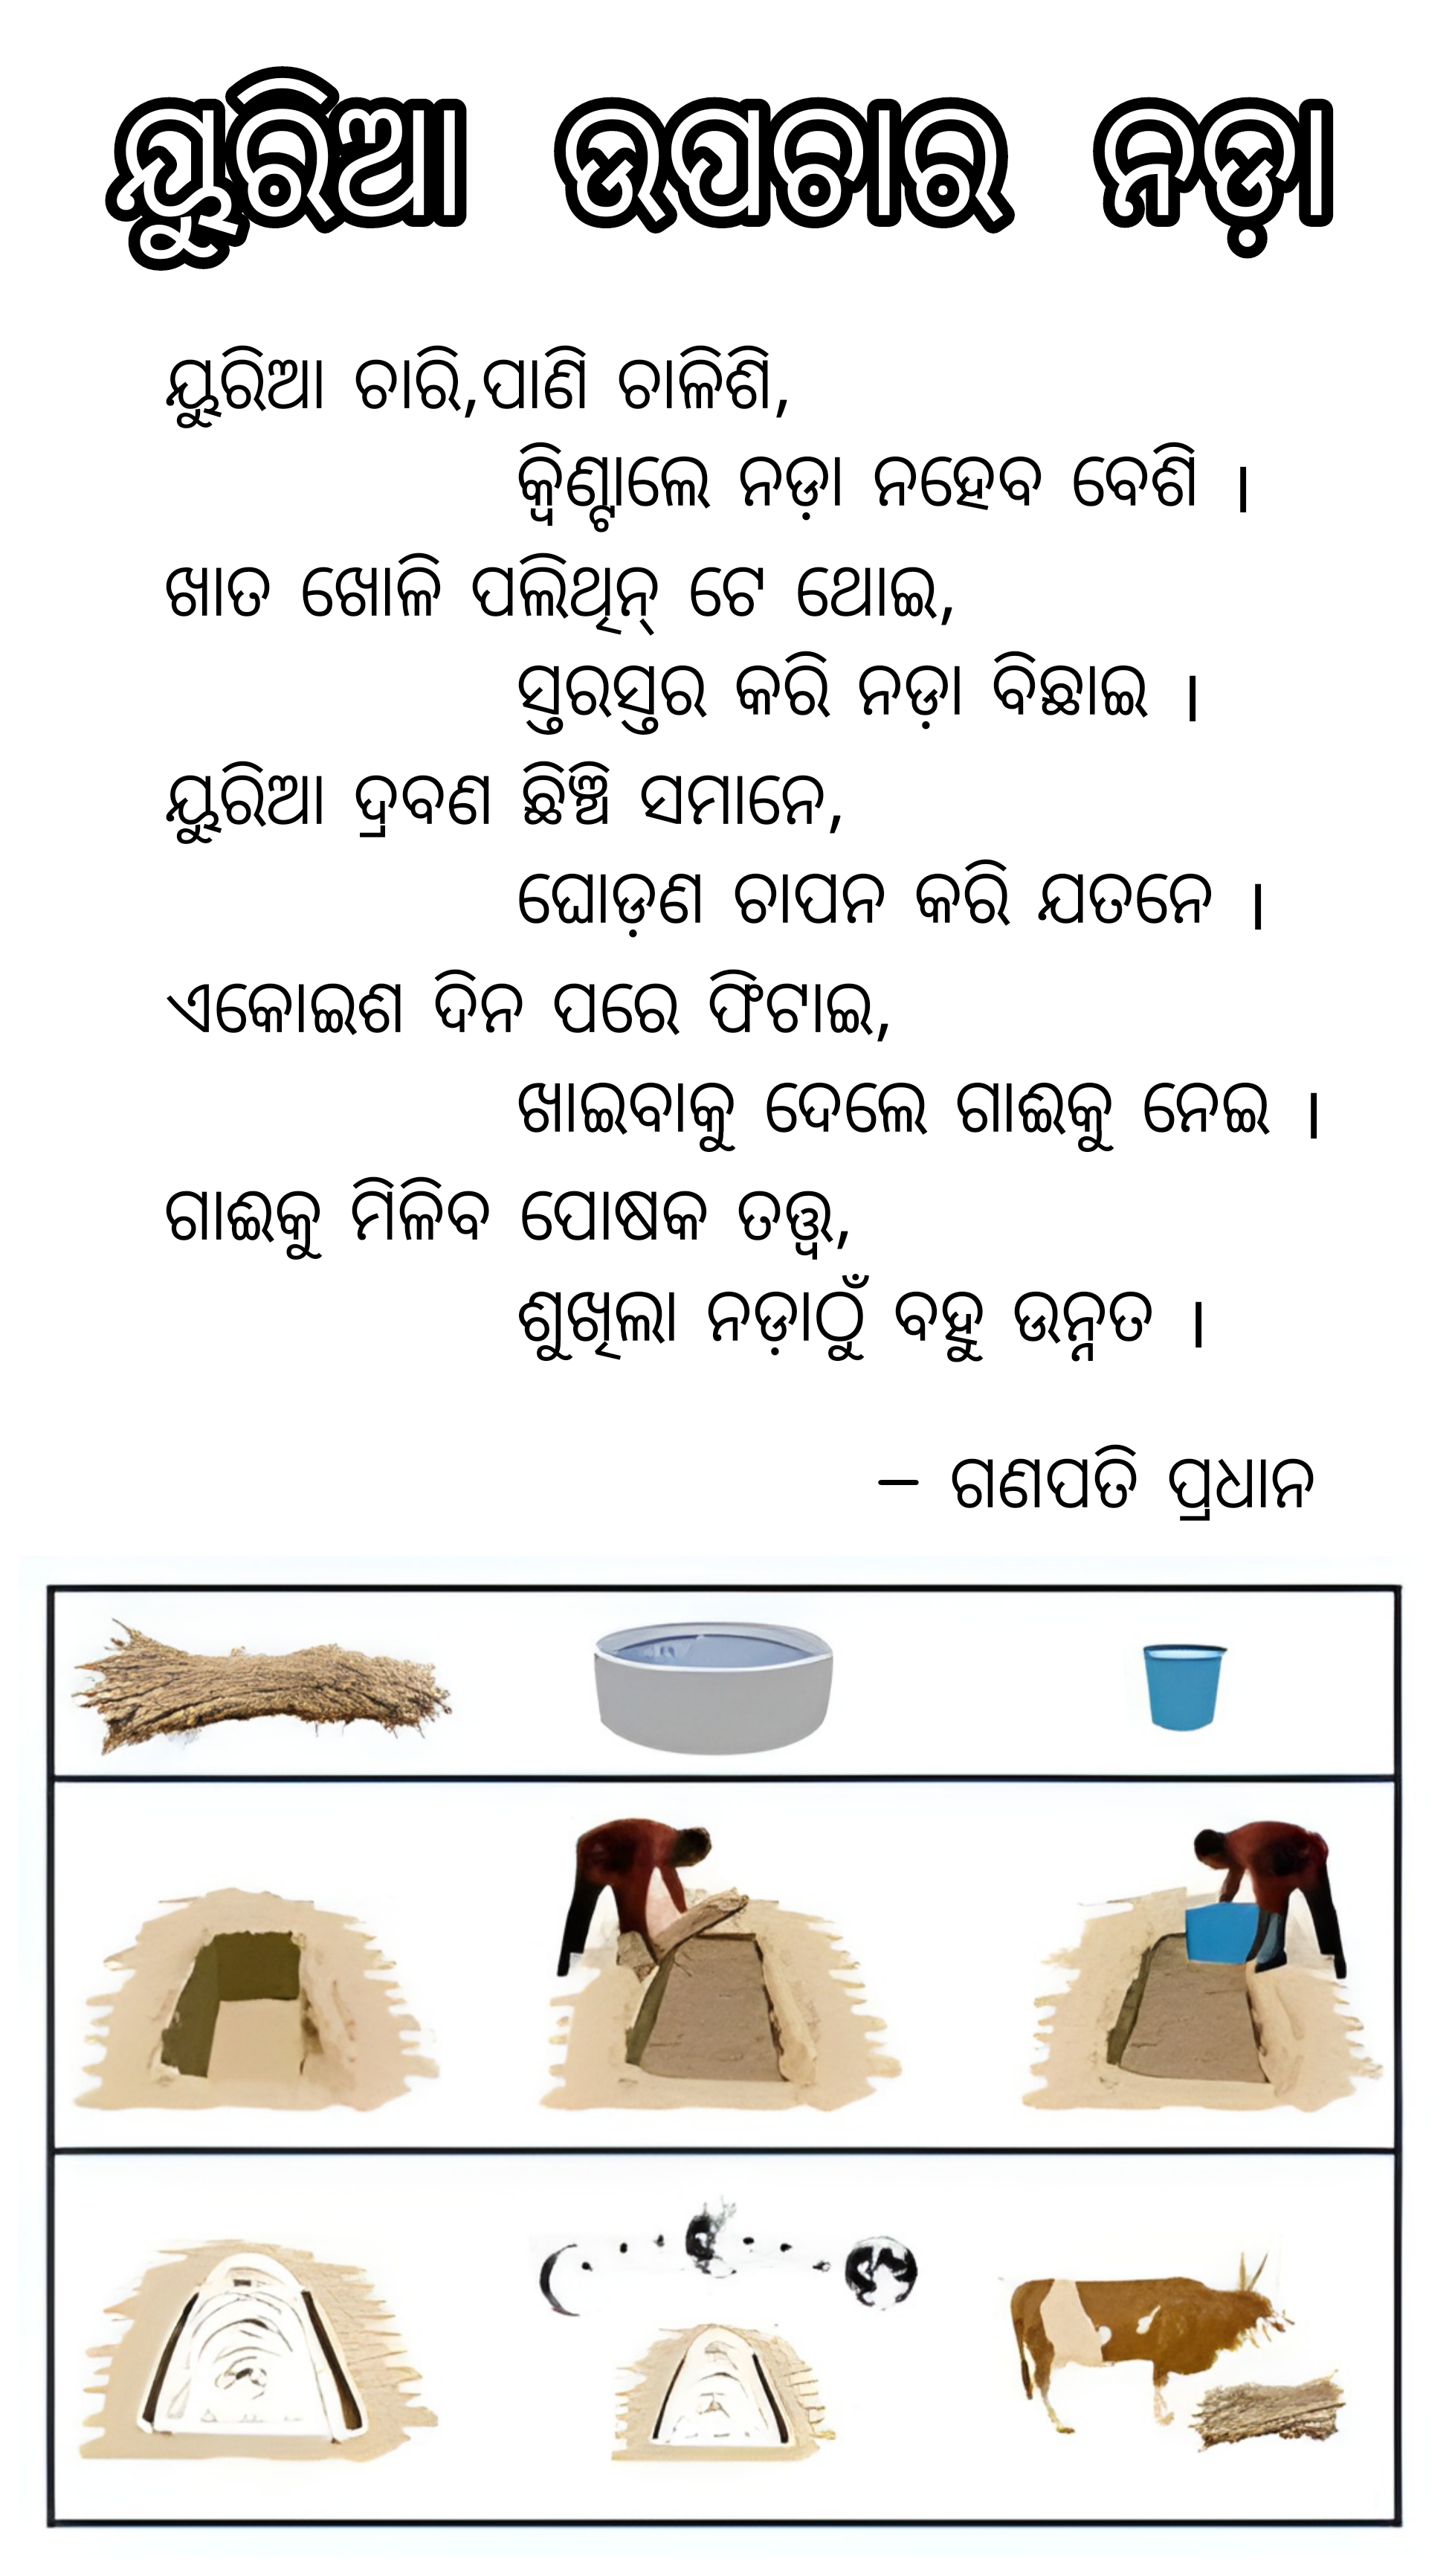 ୟୁରିଆ ଉପଚାର ନଡ଼ା
ୟୁରିଆ ଚାରି,ପାଣି ଚାଳିଶି,
କ୍ୱିଣ୍ଟାଲେ ନଡ଼ା ନହେବ ବେଶି ।
ଖାତ ଖୋଳି ପଲିଥିନ୍ ଟେ ଥୋଇ,
ସ୍ତରସ୍ତର କରି ନଡ଼ା ବିଛାଇ ।
ୟୁରିଆ ଦ୍ରବଣ ଛିଞ୍ଚି ସମାନେ,
ଘୋଡ଼ଣ ଚାପନ କରି ଯତନେ ।
ଏକୋଇଶ ଦିନ ପରେ ଫିଟାଇ,
ଖାଇବାକୁ ଦେଲେ ଗାଈକୁ ନେଇ ।
ଗାଈକୁ ମିଳିବ ପୋଷକ ତତ୍ତ୍ୱ,
ଶୁଖିଲା ନଡ଼ାଠୁଁ ବହୁ ଉନ୍ନତ ।
– ଗଣପତି ପ୍ରଧାନ